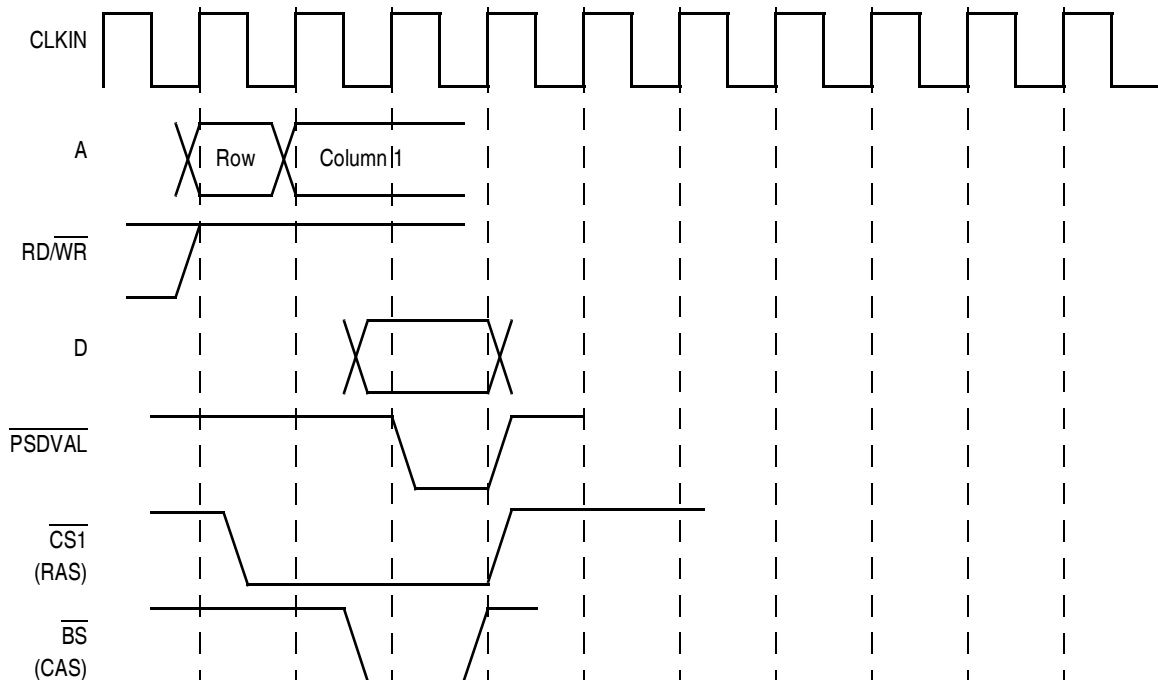 CLKIN
A
Row
Column 1
RD/WR
D
PSDVAL
CS1
(RAS)
BS
(CAS)